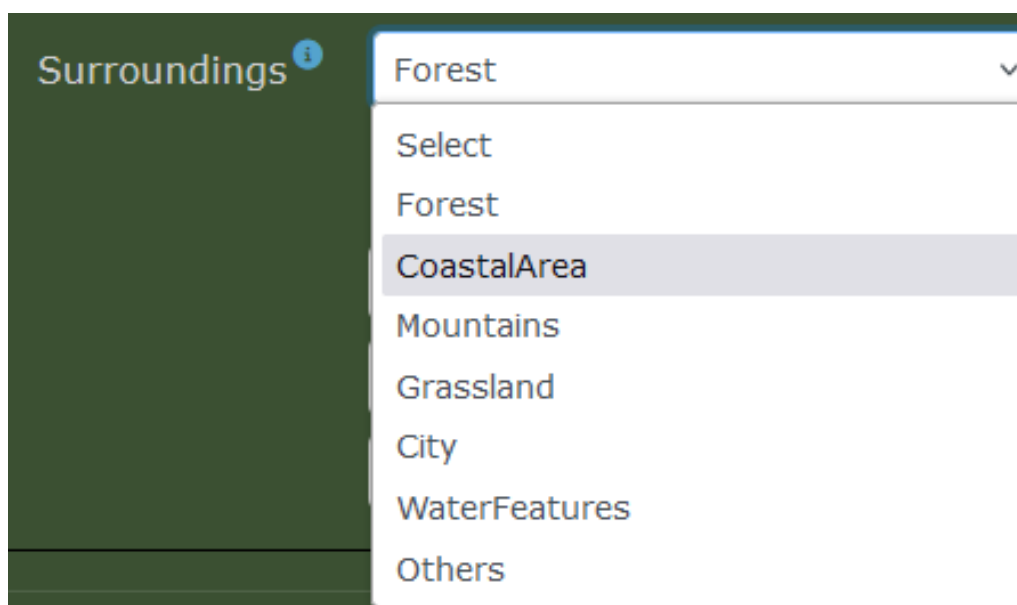 Surroundings i Forest
Select
Forest
CoastalArea
Mountains
Grassland
City
WaterFeatures
Others